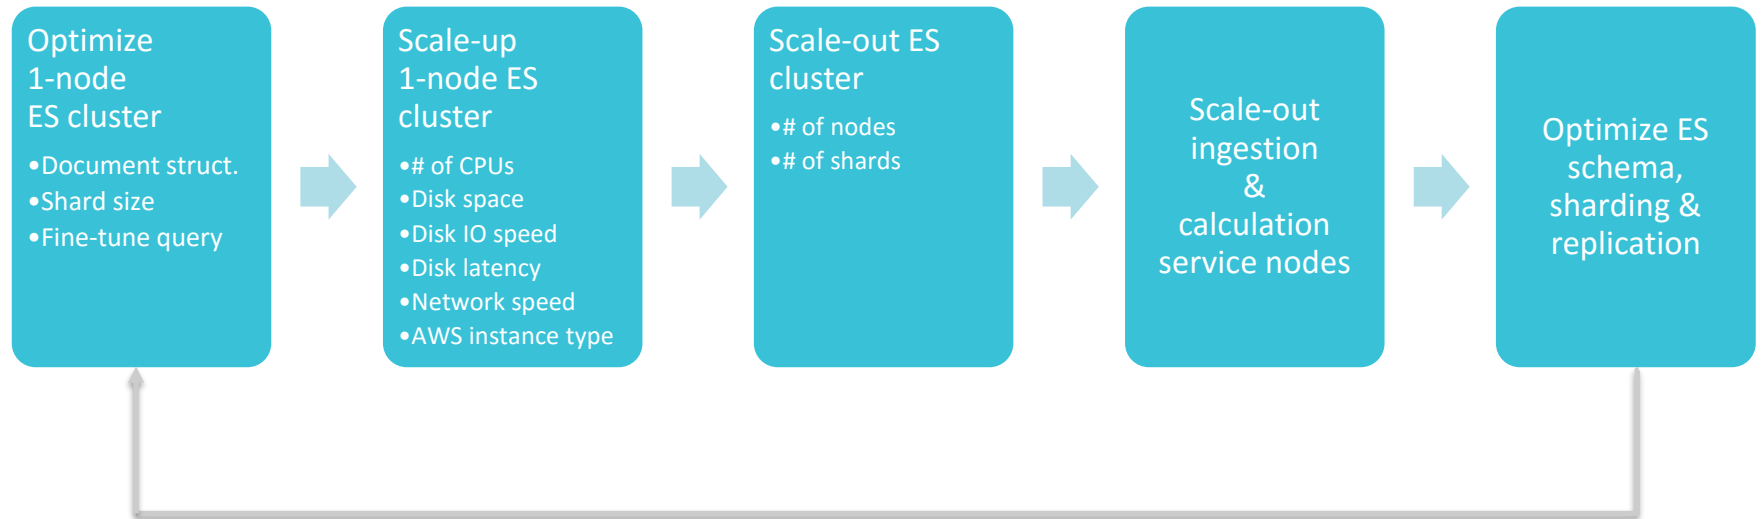 Optimize
1-node
ES cluster
•Document struct.
•Shard size
•Fine-tune query
Scale-up
1-node ES
cluster
•# of CPUs
•Disk space
•Disk IO speed
•Disk latency
•Network speed
•AWS instance type
Scale-out ES
cluster
•# of nodes
•# of shards
Scale-out
ingestion
&
calculation
service nodes
Optimize ES
schema,
sharding &
replication